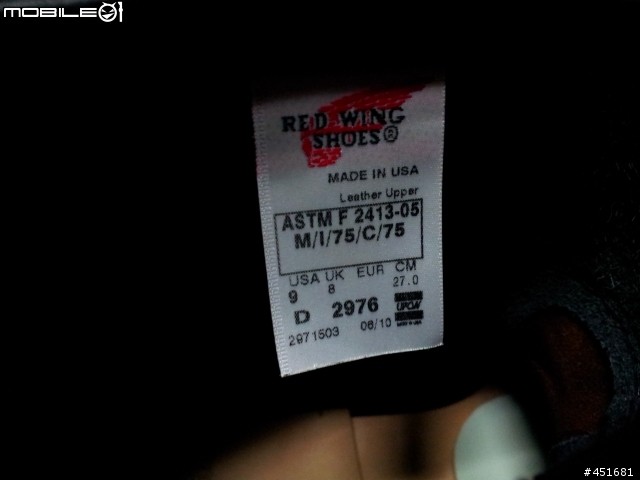 MOBILE01
RED WING
SHOES®
MADE IN USA
Leather Upper
ASTM F 2413-05
M/I/75/C/75
USA UK EUR CM
9 8 27.0
D 2976
2971503 06/10
#451681